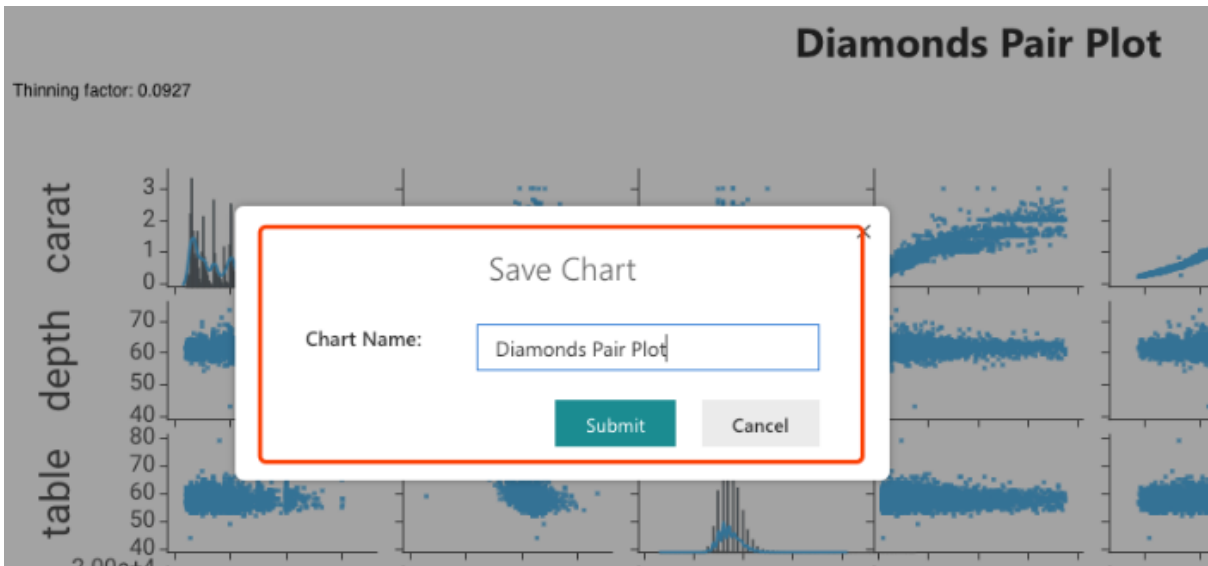 Diamonds Pair Plot
Thinning factor: 0.0927
carat
3
2
1
0
Save Chart
Chart Name:
Diamonds Pair Plot
Submit
Cancel
depth
70
60
50
40
table
80
70
60
50
40